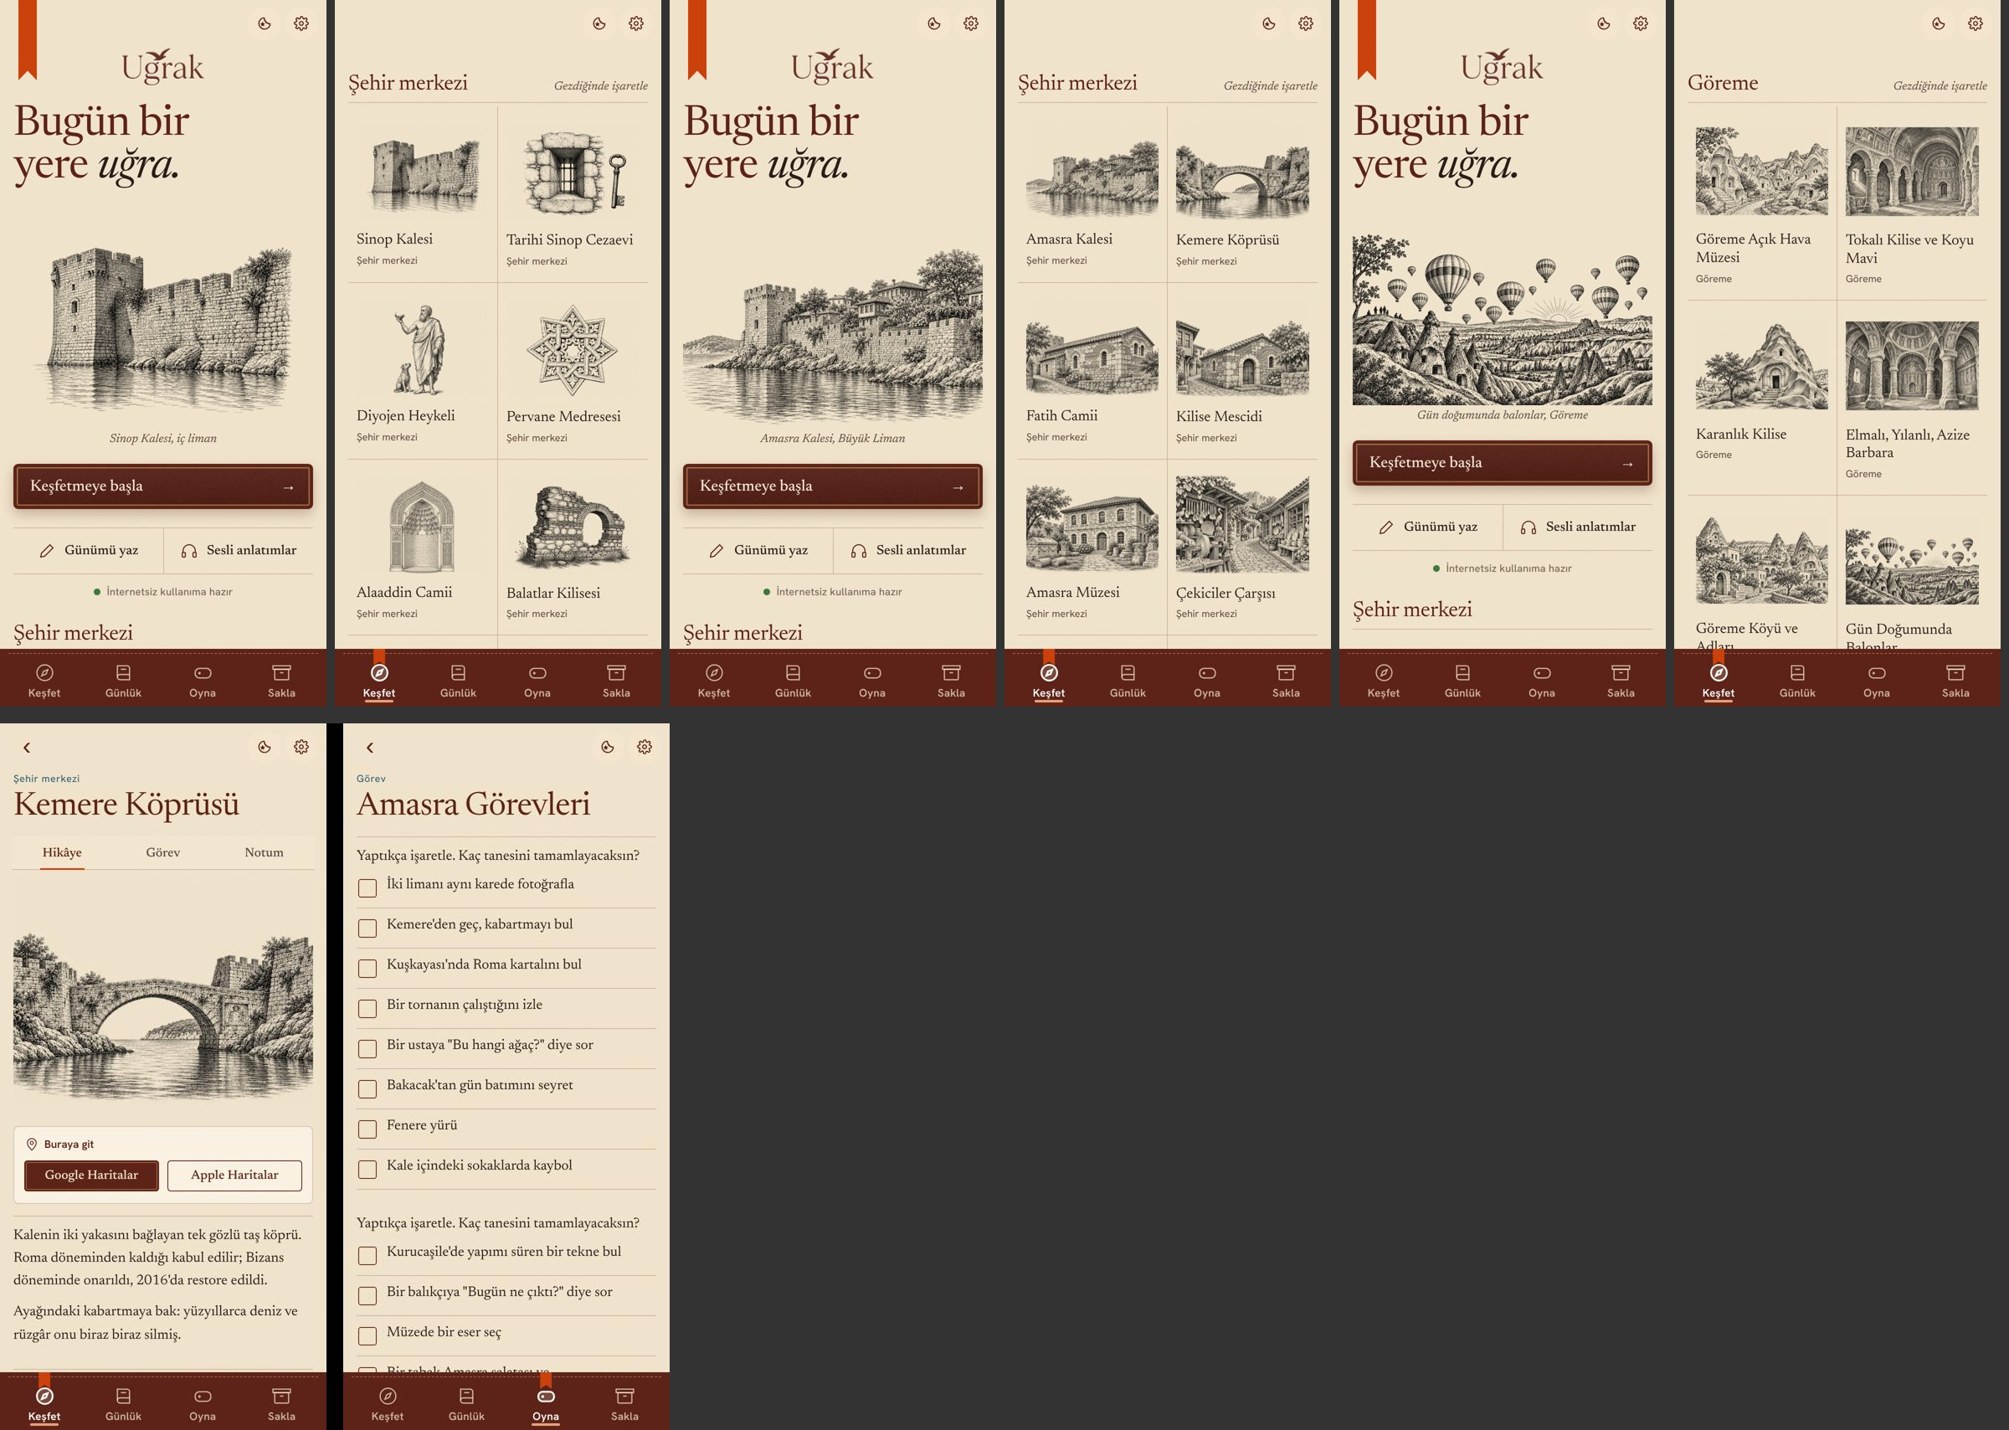 Uğrak
Bugün bir
yere uğra.
Sinop Kalesi, iç liman
Keşfetmeye başla →
Günümü yaz
Sesli anlatımlar
İnternetsiz kullanıma hazır
Şehir merkezi
Keşfet
Günlük
Oyna
Sakla
Şehir merkezi
Gezdiğinde işaretle
Sinop Kalesi
Şehir merkezi
Tarihi Sinop Cezaevi
Şehir merkezi
Diyojen Heykeli
Şehir merkezi
Pervane Medresesi
Şehir merkezi
Alaaddin Camii
Şehir merkezi
Balatlar Kilisesi
Şehir merkezi
Keşfet
Günlük
Oyna
Sakla
Uğrak
Bugün bir
yere uğra.
Amasra Kalesi, Büyük Liman
Keşfetmeye başla →
Günümü yaz
Sesli anlatımlar
İnternetsiz kullanıma hazır
Şehir merkezi
Keşfet
Günlük
Oyna
Sakla
Şehir merkezi
Gezdiğinde işaretle
Amasra Kalesi
Şehir merkezi
Kemere Köprüsü
Şehir merkezi
Fatih Camii
Şehir merkezi
Kilise Mescidi
Şehir merkezi
Amasra Müzesi
Şehir merkezi
Çekiciler Çarşısı
Şehir merkezi
Keşfet
Günlük
Oyna
Sakla
Uğrak
Bugün bir
yere uğra.
Gün doğumunda balonlar, Göreme
Keşfetmeye başla →
Günümü yaz
Sesli anlatımlar
İnternetsiz kullanıma hazır
Şehir merkezi
Keşfet
Günlük
Oyna
Sakla
Göreme
Gezdiğinde işaretle
Göreme Açık Hava
Müzesi
Göreme
Tokalı Kilise ve Koyu
Mavi
Göreme
Karanlık Kilise
Göreme
Elmalı, Yılanlı, Azize
Barbara
Göreme
Göreme Köyü ve
Adları
Gün Doğumunda
Balonlar
Keşfet
Günlük
Oyna
Sakla
Şehir merkezi
Kemere Köprüsü
Hikâye
Görev
Notum
Buraya git
Google Haritalar
Apple Haritalar
Kalenin iki yakasını bağlayan tek gözlü taş köprü.
Roma döneminden kaldığı kabul edilir; Bizans
döneminde onarıldı, 2016'da restore edildi.
Ayağındaki kabartmaya bak: yüzyıllarca deniz ve
rüzgâr onu biraz biraz silmiş.
Keşfet
Günlük
Oyna
Sakla
Görev
Amasra Görevleri
Yaptıkça işaretle. Kaç tanesini tamamlayacaksın?
İki limanı aynı karede fotoğrafla
Kemere'den geç, kabartmayı bul
Kuşkayası'nda Roma kartalını bul
Bir tornanın çalıştığını izle
Bir ustaya "Bu hangi ağaç?" diye sor
Bakacak'tan gün batımını seyret
Fenere yürü
Kale içindeki sokaklarda kaybol
Yaptıkça işaretle. Kaç tanesini tamamlayacaksın?
Kurucaşile'de yapımı süren bir tekne bul
Bir balıkçıya "Bugün ne çıktı?" diye sor
Müzede bir eser seç
Bir tabak Amasra salatası ye
Keşfet
Günlük
Oyna
Sakla